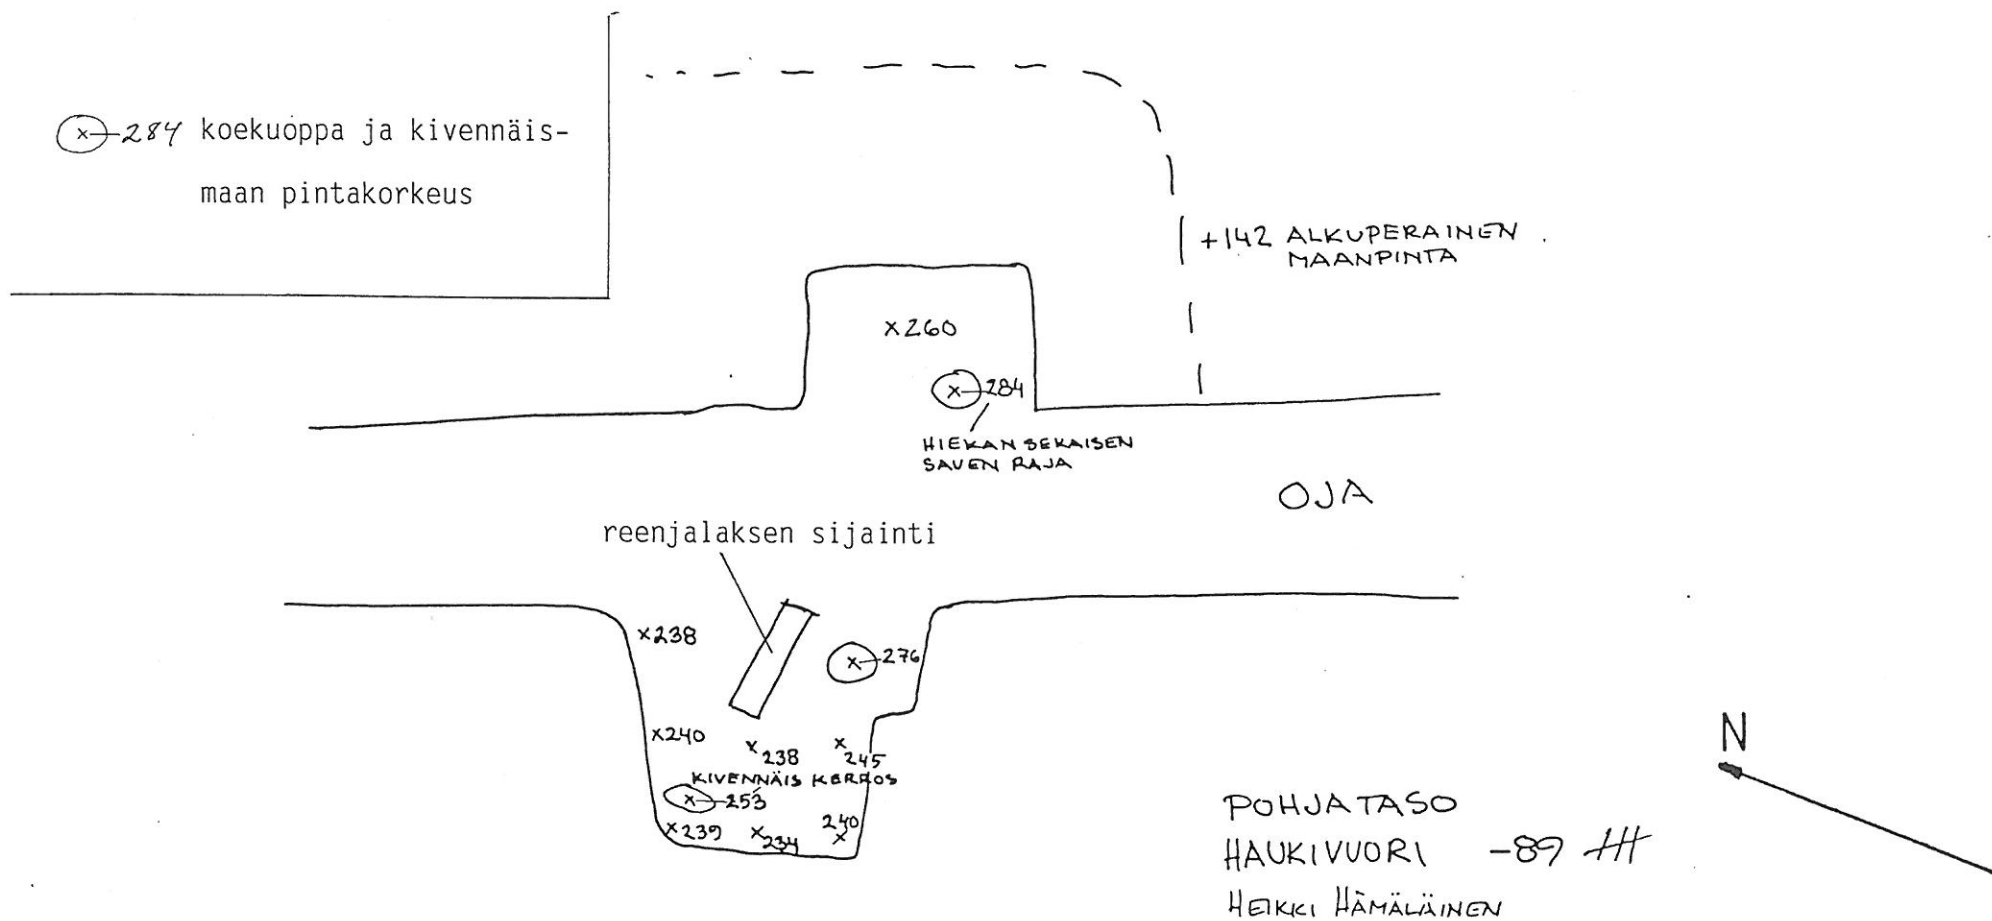 x 284 koekuoppa ja kivennäis-
maan pintakorkeus
+142 ALKUPERAINEN
MAANPINTA
x260
x 284
HIEKAN SEKAISEN
SAVEN RAJA
OJA
reenjalaksen sijainti
x238
x 276
x240
x 238
x 245
KIVENNÄIS KERROS
x 253
x239
x 234
240 x
N
POHJATASO
HAUKIVUORI -89 HH
HEIKKI HÄMÄLÄINEN